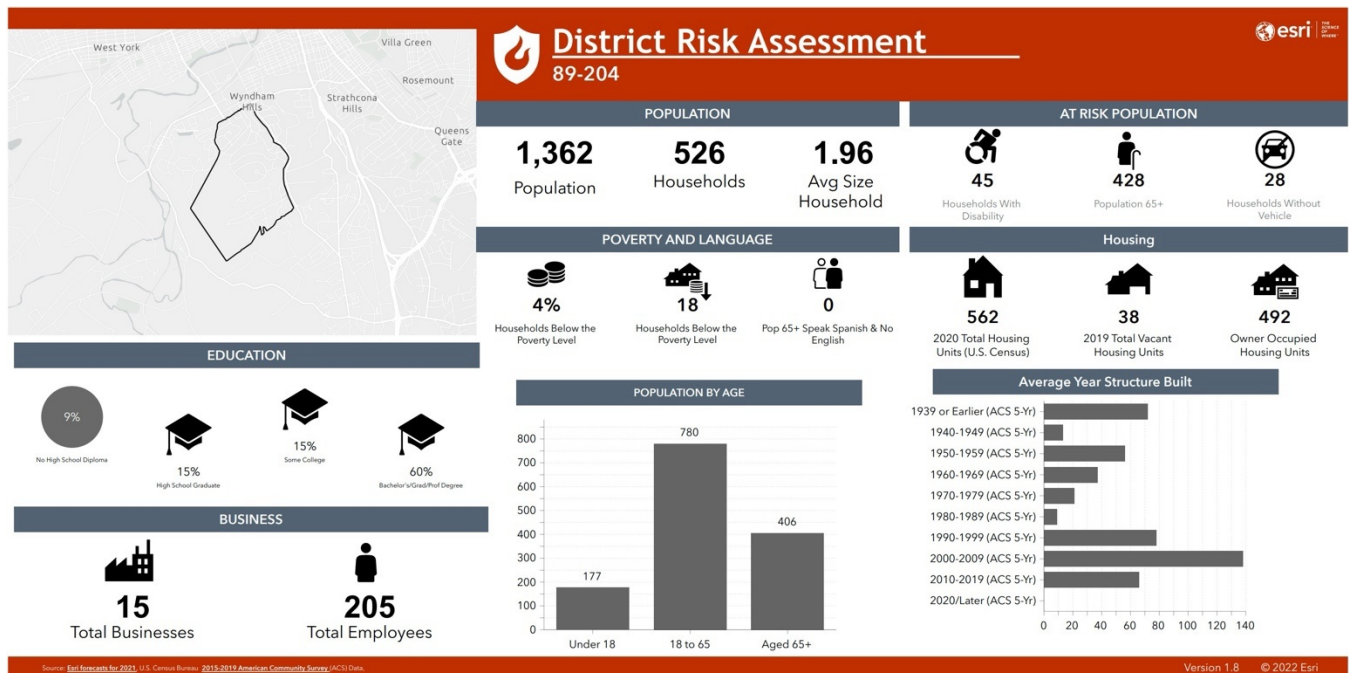 West York
Villa Green
Rosemount
Wyndham
Hills
Strathcona
Hills
Queens
Gate
District Risk Assessment
89-204
esri
THE
SCIENCE
OF
WHERE
POPULATION
1,362
Population
526
Households
1.96
Avg Size
Household
AT RISK POPULATION
45
Households With
Disability
428
Population 65+
28
Households Without
Vehicle
POVERTY AND LANGUAGE
4%
Households Below the
Poverty Level
18
Households Below the
Poverty Level
0
Pop 65+ Speak Spanish & No
English
Housing
562
2020 Total Housing
Units (U.S. Census)
38
2019 Total Vacant
Housing Units
492
Owner Occupied
Housing Units
EDUCATION
9%
No High School Diploma
15%
High School Graduate
15%
Some College
60%
Bachelor's/Grad/Prof Degree
BUSINESS
15
Total Businesses
205
Total Employees
POPULATION BY AGE
800
700
600
500
400
300
200
100
0
177
780
406
Under 18
18 to 65
Aged 65+
Average Year Structure Built
1939 or Earlier (ACS 5-Yr)
1940-1949 (ACS 5-Yr)
1950-1959 (ACS 5-Yr)
1960-1969 (ACS 5-Yr)
1970-1979 (ACS 5-Yr)
1980-1989 (ACS 5-Yr)
1990-1999 (ACS 5-Yr)
2000-2009 (ACS 5-Yr)
2010-2019 (ACS 5-Yr)
2020/Later (ACS 5-Yr)
0 20 40 60 80 100 120 140
Source: Esri forecasts for 2021, U.S. Census Bureau 2015-2019 American Community Survey (ACS) Data.
Version 1.8 © 2022 Esri